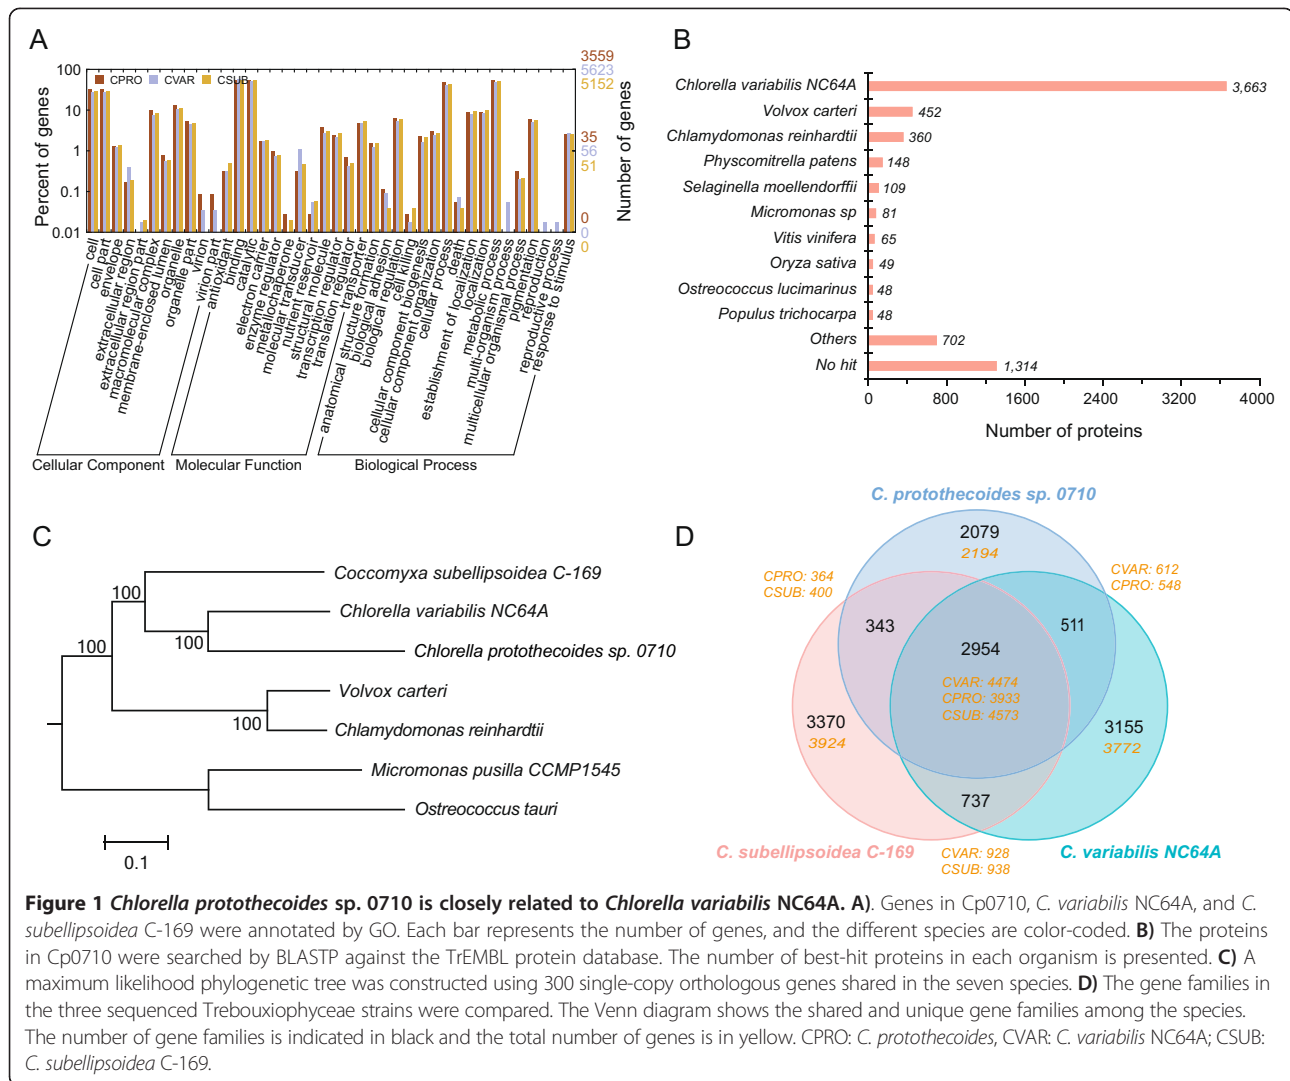 A
Percent of genes
100
10
1
0.1
0.01
CPRO
CVAR
CSUB
3559
5623
5152
35
56
51
0
0
0
Number of genes
cell
cell part
envelope
extracellular region
extracellular region part
macromolecular complex
membrane-enclosed lumen
organelle
organelle part
virion
virion part
antioxidant
binding
catalytic
electron carrier
enzyme regulator
metallochaperone
molecular transducer
nutrient reservoir
structural molecule
transcription regulator
translation regulator
transporter
anatomical structure formation
biological adhesion
biological regulation
cell killing
cellular component biogenesis
cellular component organization
cellular process
death
establishment of localization
localization
metabolic process
multi-organism process
multicellular organismal process
pigmentation
reproduction
reproductive process
response to stimulus
Cellular Component
Molecular Function
Biological Process
B
Chlorella variabilis NC64A
3,663
Volvox carteri
452
Chlamydomonas reinhardtii
360
Physcomitrella patens
148
Selaginella moellendorffii
109
Micromonas sp
81
Vitis vinifera
65
Oryza sativa
49
Ostreococcus lucimarinus
48
Populus trichocarpa
48
Others
702
No hit
1,314
0
800
1600
2400
3200
4000
Number of proteins
C
Coccomyxa subellipsoidea C-169
Chlorella variabilis NC64A
Chlorella protothecoides sp. 0710
Volvox carteri
Chlamydomonas reinhardtii
Micromonas pusilla CCMP1545
Ostreococcus tauri
100
100
100
100
0.1
D
C. protothecoides sp. 0710
2079
2194
CPRO: 364
CSUB: 400
CVAR: 612
CPRO: 548
343
511
2954
CVAR: 4474
CPRO: 3933
CSUB: 4573
3370
3924
3155
3772
737
C. subellipsoidea C-169
CVAR: 928
CSUB: 938
C. variabilis NC64A
Figure 1 Chlorella protothecoides sp. 0710 is closely related to Chlorella variabilis NC64A. A). Genes in Cp0710, C. variabilis NC64A, and C.
subellipsoidea C-169 were annotated by GO. Each bar represents the number of genes, and the different species are color-coded. B) The proteins
in Cp0710 were searched by BLASTP against the TrEMBL protein database. The number of best-hit proteins in each organism is presented. C) A
maximum likelihood phylogenetic tree was constructed using 300 single-copy orthologous genes shared in the seven species. D) The gene families in
the three sequenced Trebouxiophyceae strains were compared. The Venn diagram shows the shared and unique gene families among the species.
The number of gene families is indicated in black and the total number of genes is in yellow. CPRO: C. protothecoides, CVAR: C. variabilis NC64A; CSUB:
C. subellipsoidea C-169.